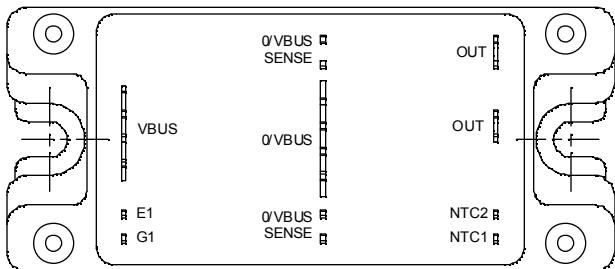 0/VBUS
SENSE
OUT
VBUS
0/VBUS
OUT
E1
0/VBUS
SENSE
NTC2
G1
NTC1